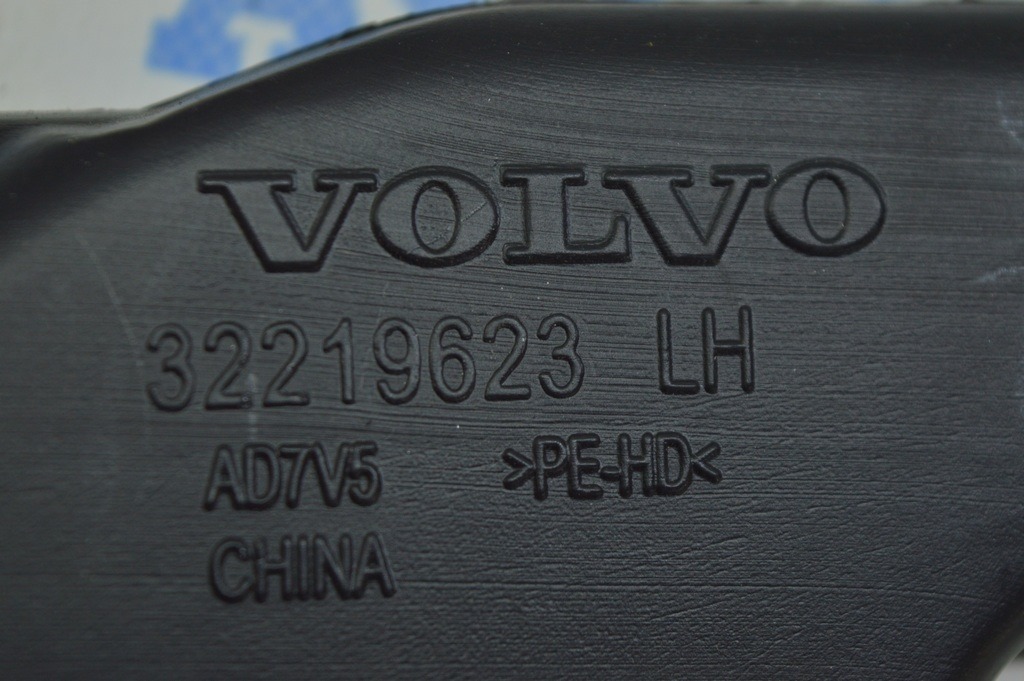 VOLVO
32219623 LH
AD7V5 >PE-HD<
CHINA